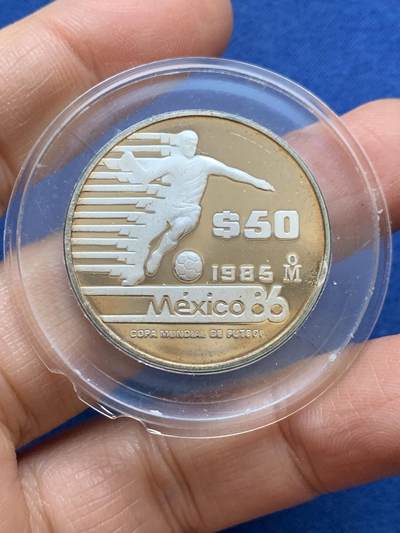 $50
1985 Mo
México 86
COPA MUNDIAL DE FUTBOL